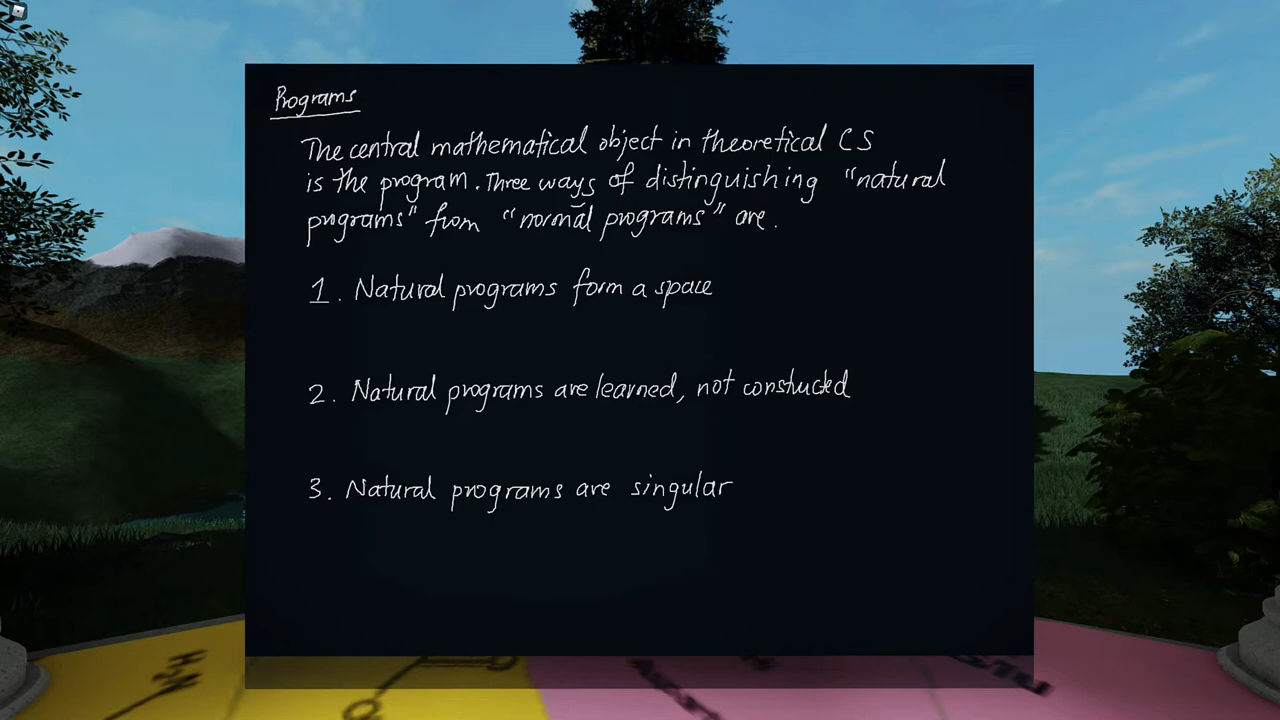 Programs
The central mathematical object in theoretical CS
is the program. Three ways of distinguishing "natural
programs" from "normal programs" are.
1. Natural programs form a space
2. Natural programs are learned, not constucted
3. Natural programs are singular